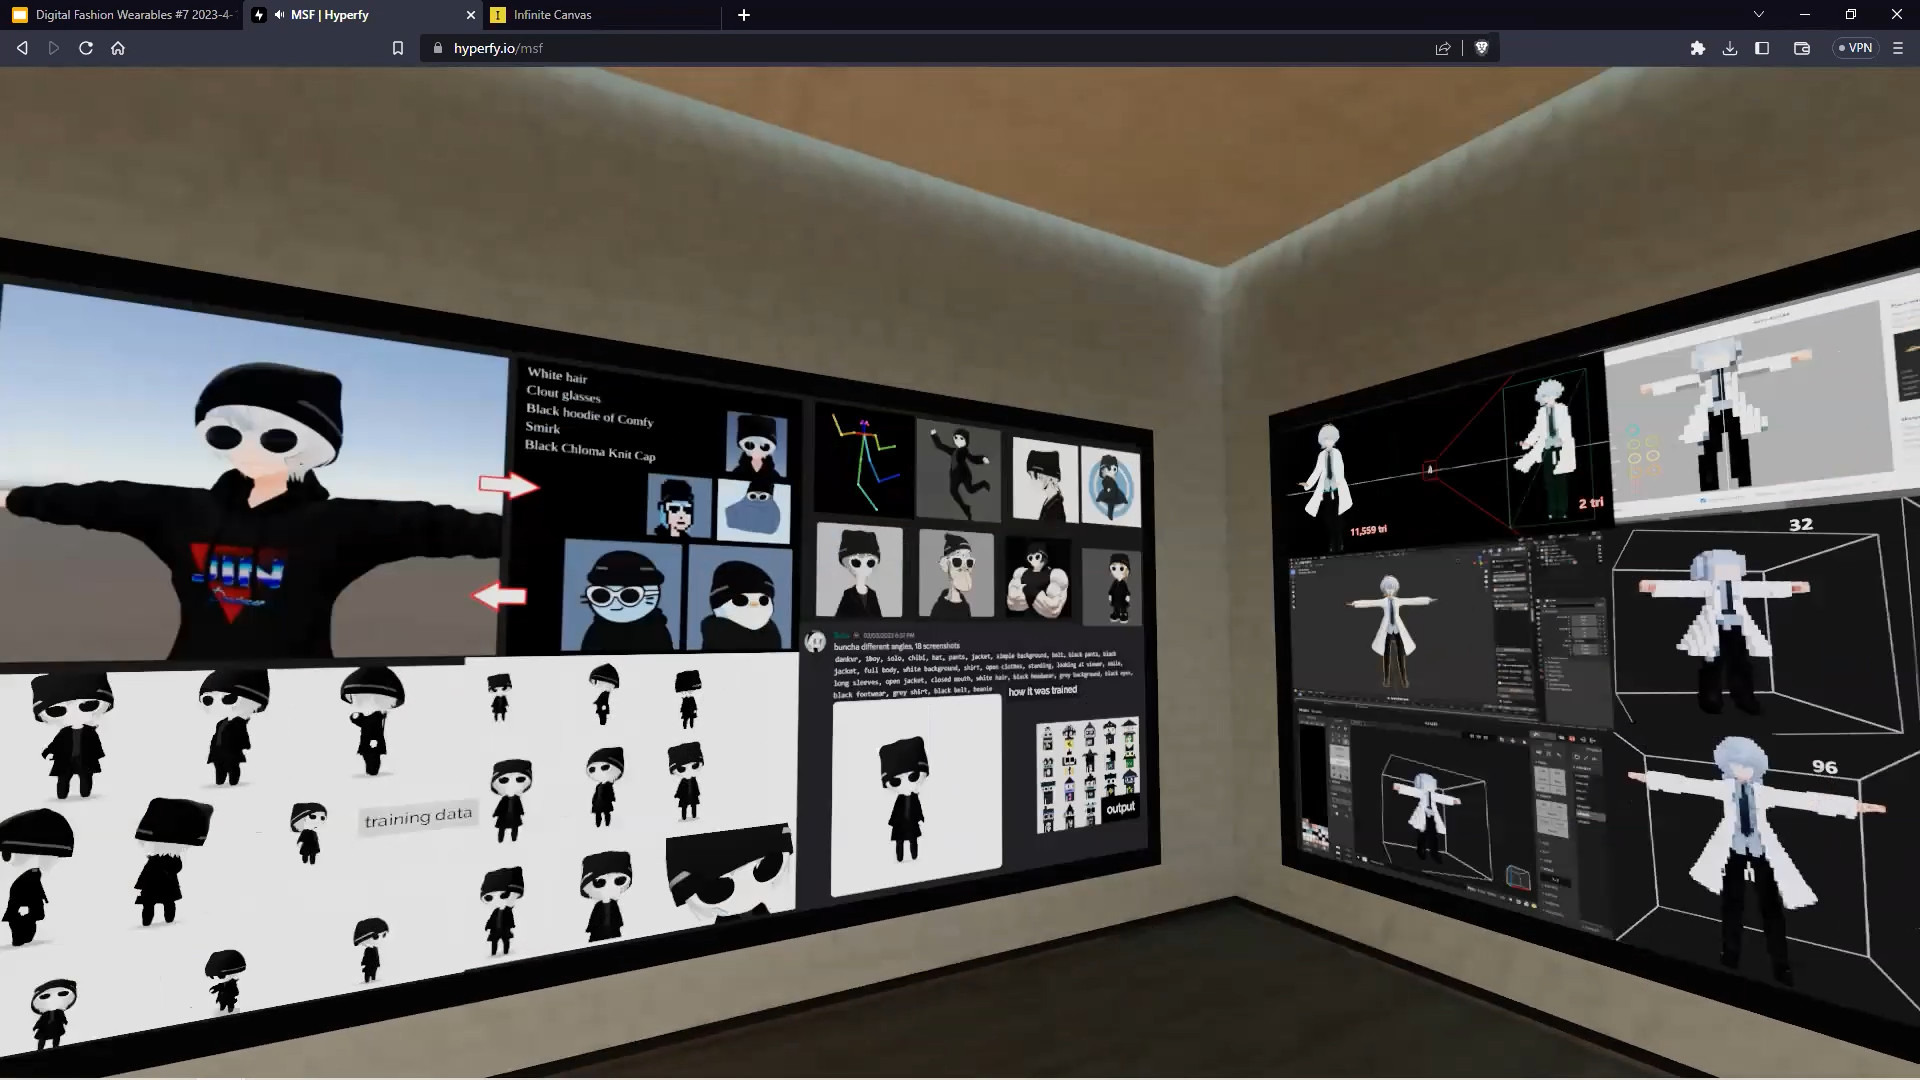 Digital Fashion Wearables #7 2023-4-
MSF | Hyperfy
Infinite Canvas
hyperfy.io/msf
VPN
White hair
Clout glasses
Black hoodie of Comfy
Smirk
Black Chloma Knit Cap
JIN
03/03/2023 6:37 PM
buncha different angles, 18 screenshots
dankvr, 1boy, solo, chibi, hat, pants, jacket, simple background, belt, black pants, black
jacket, full body, white background, shirt, open clothes, standing, looking at viewer, smile,
long sleeves, open jacket, closed mouth, white hair, black headwear, grey background, black eyes,
black footwear, grey shirt, black belt, beanie
how it was trained
output
training data
11,559 tri
2 tri
32
96